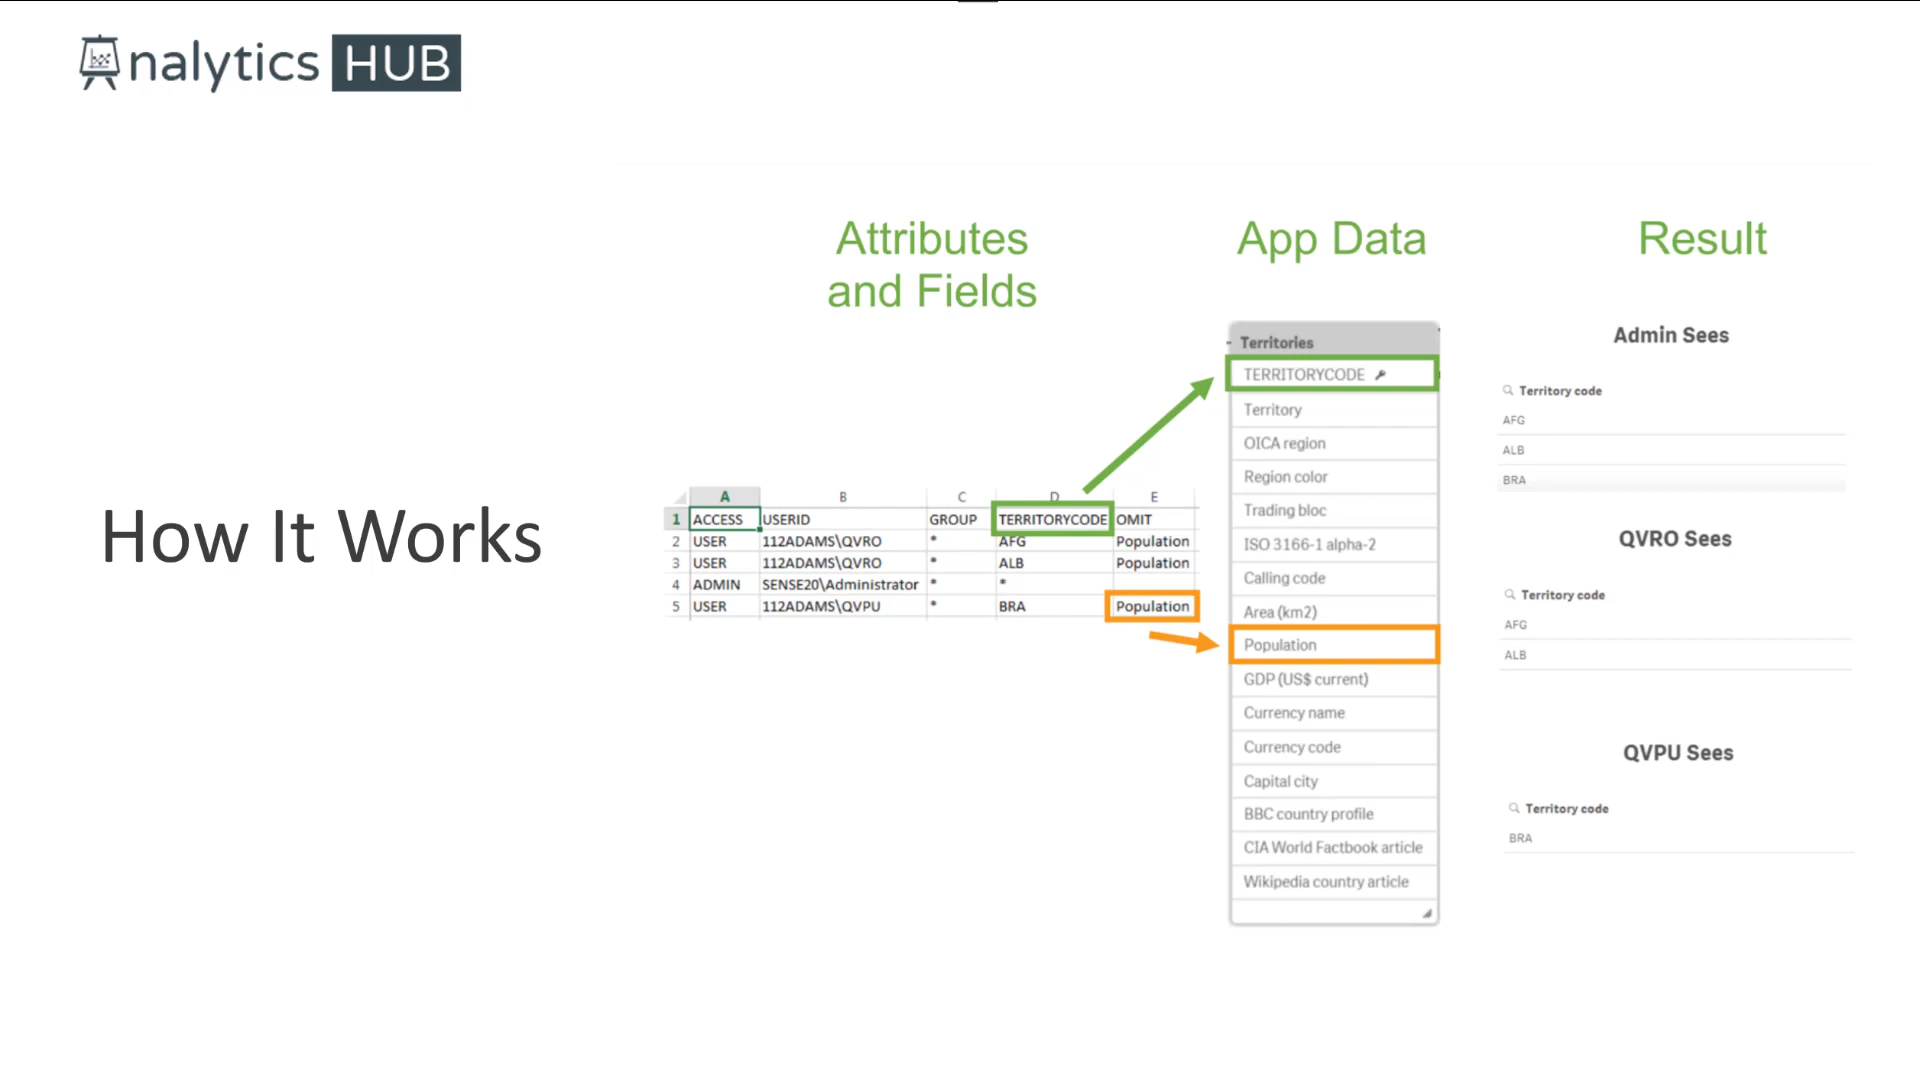 nalytics HUB
How It Works
Attributes
and Fields
A B C D E
1 ACCESS USERID GROUP TERRITORYCODE OMIT
2 USER 112ADAMS\QVRO * AFG Population
3 USER 112ADAMS\QVRO * ALB Population
4 ADMIN SENSE20\Administrator * *
5 USER 112ADAMS\QVPU * BRA Population
App Data
Territories
TERRITORYCODE
Territory
OICA region
Region color
Trading bloc
ISO 3166-1 alpha-2
Calling code
Area (km2)
Population
GDP (US$ current)
Currency name
Currency code
Capital city
BBC country profile
CIA World Factbook article
Wikipedia country article
Result
Admin Sees
Territory code
AFG
ALB
BRA
QVRO Sees
Territory code
AFG
ALB
QVPU Sees
Territory code
BRA